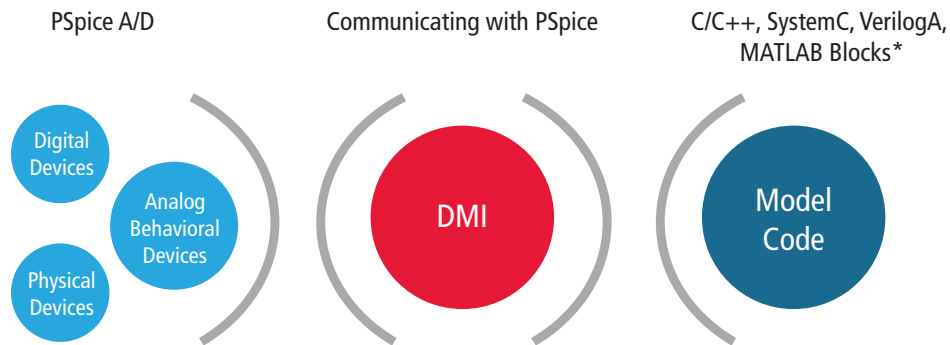 PSpice A/D
Digital
Devices
Analog
Behavioral
Devices
Physical
Devices
Communicating with PSpice
DMI
C/C++, SystemC, VerilogA,
MATLAB Blocks*
Model
Code